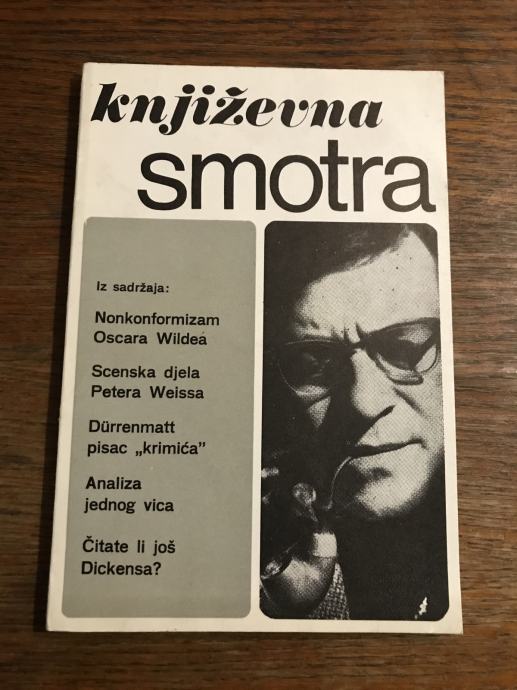 književna
smotra
Iz sadržaja:
Nonkonformizam
Oscara Wildea
Scenska djela
Petera Weissa
Dürrenmatt
pisac „krimića”
Analiza
jednog vica
Čitate li još
Dickensa?